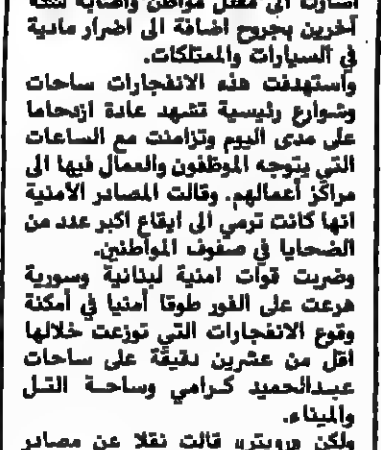 اشارت الى مقتل مواطن واصابة ثلاثة
آخرين بجروح اضافة الى اضرار مادية
في السيارات والممتلكات.
واستهدفت هذه الانفجارات ساحات
وشوارع رئيسية تشهد عادة ازدحاما
على مدى اليوم وتزامنت مع الساعات
التي يتوجه الموظفون والعمال فيها الى
مراكز أعمالهم. وقالت المصادر الأمنية
انها كانت ترمي الى ايقاع اكبر عدد من
الضحايا في صفوف المواطنين.
وضربت قوات امنية لبنانية وسورية
هرعت على الفور طوقا أمنيا في أمكنة
وقوع الانفجارات التي توزعت خلالها
اقل من عشرين دقيقة على ساحات
عبدالحميد كرامي وساحة التل
والميناء.
ولكن «رويتر» قالت نقلا عن مصادر